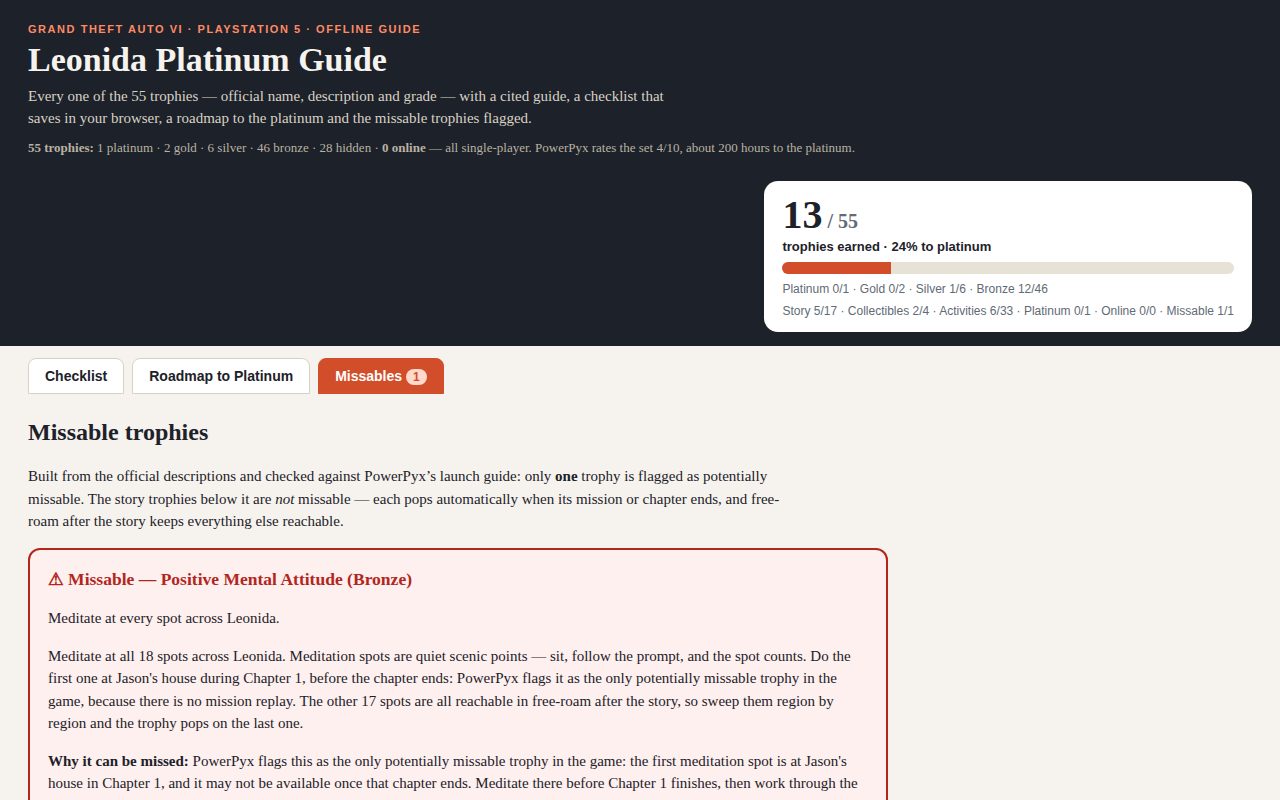 GRAND THEFT AUTO VI · PLAYSTATION 5 · OFFLINE GUIDE
Leonida Platinum Guide
Every one of the 55 trophies — official name, description and grade — with a cited guide, a checklist that
saves in your browser, a roadmap to the platinum and the missable trophies flagged.
55 trophies: 1 platinum · 2 gold · 6 silver · 46 bronze · 28 hidden · 0 online — all single-player. PowerPyx rates the set 4/10, about 200 hours to the platinum.
13 / 55
trophies earned · 24% to platinum
Platinum 0/1 · Gold 0/2 · Silver 1/6 · Bronze 12/46
Story 5/17 · Collectibles 2/4 · Activities 6/33 · Platinum 0/1 · Online 0/0 · Missable 1/1
Checklist
Roadmap to Platinum
Missables 1
Missable trophies
Built from the official descriptions and checked against PowerPyx’s launch guide: only one trophy is flagged as potentially
missable. The story trophies below it are not missable — each pops automatically when its mission or chapter ends, and free-
roam after the story keeps everything else reachable.
⚠ Missable — Positive Mental Attitude (Bronze)
Meditate at every spot across Leonida.
Meditate at all 18 spots across Leonida. Meditation spots are quiet scenic points — sit, follow the prompt, and the spot counts. Do the
first one at Jason's house during Chapter 1, before the chapter ends: PowerPyx flags it as the only potentially missable trophy in the
game, because there is no mission replay. The other 17 spots are all reachable in free-roam after the story, so sweep them region by
region and the trophy pops on the last one.
Why it can be missed: PowerPyx flags this as the only potentially missable trophy in the game: the first meditation spot is at Jason's
house in Chapter 1, and it may not be available once that chapter ends. Meditate there before Chapter 1 finishes, then work through the